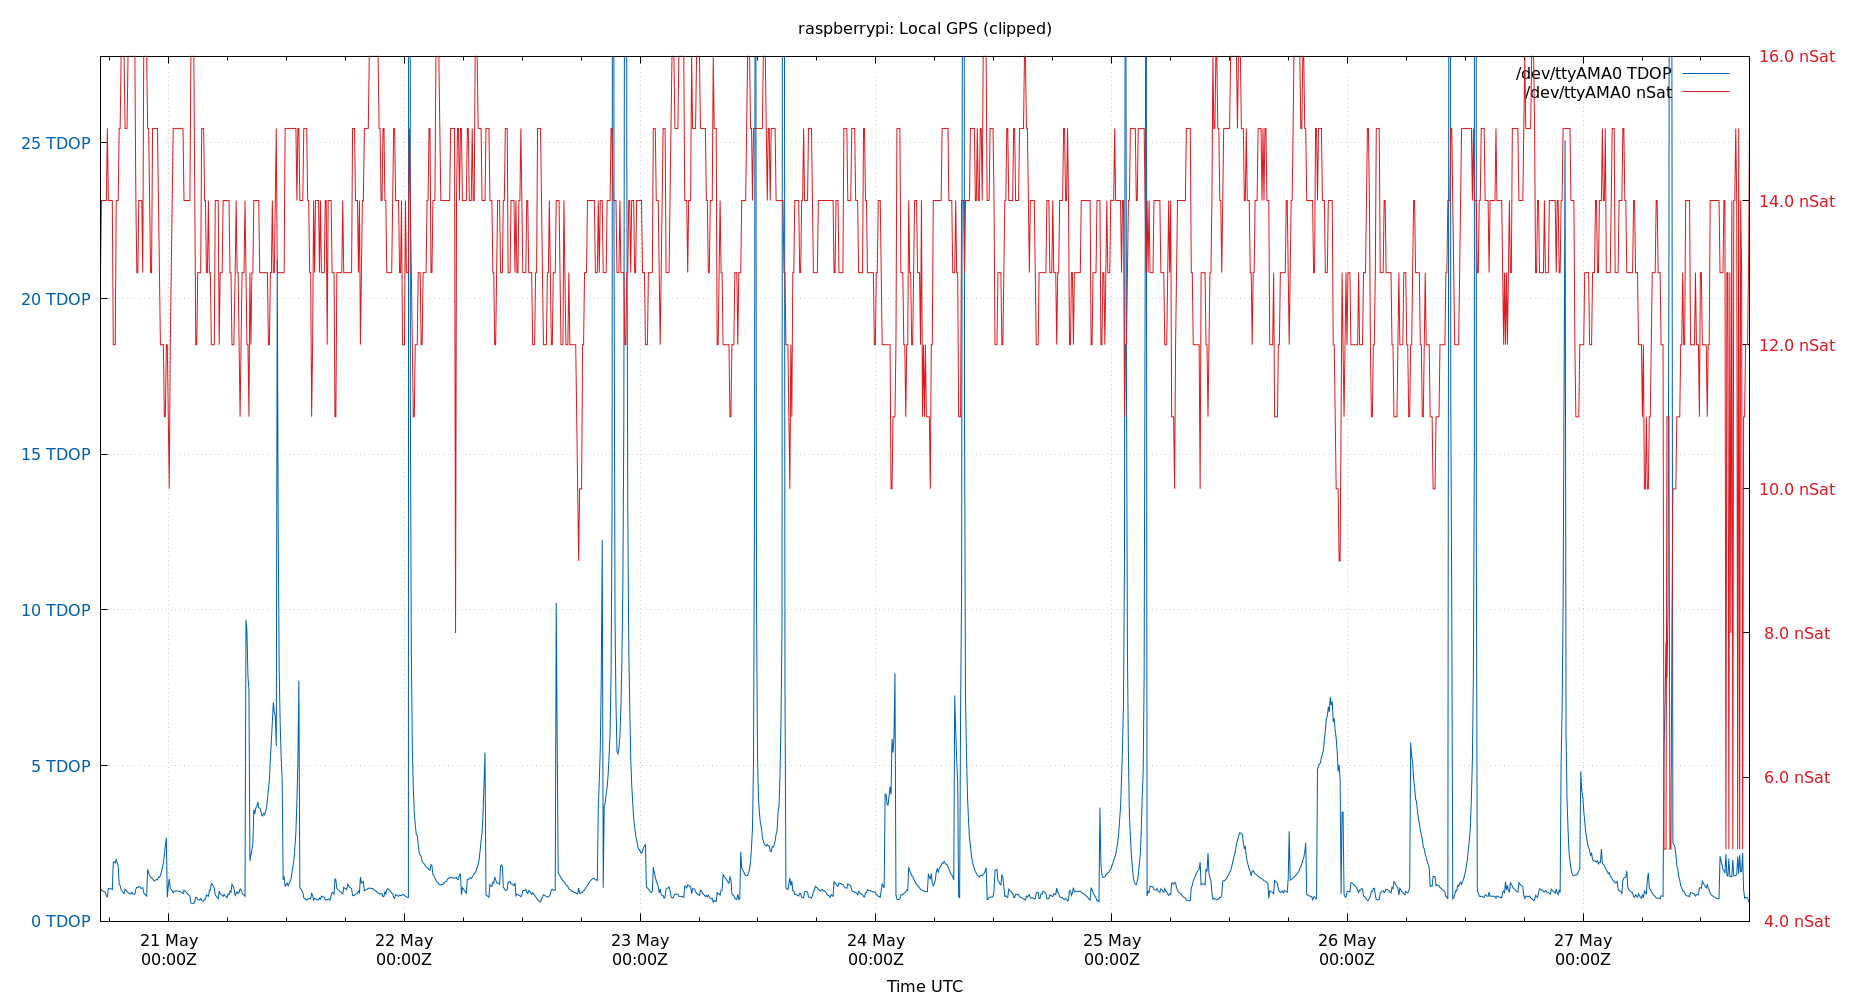 raspberrypi: Local GPS (clipped)
16.0 nSat
/dev/ttyAMA0 TDOP
/dev/ttyAMA0 nSat
25 TDOP
14.0 nSat
20 TDOP
12.0 nSat
15 TDOP
10.0 nSat
10 TDOP
8.0 nSat
5 TDOP
6.0 nSat
0 TDOP
4.0 nSat
21 May 22 May 23 May 24 May 25 May 26 May 27 May
00:00Z 00:00Z 00:00Z 00:00Z 00:00Z 00:00Z 00:00Z
Time UTC